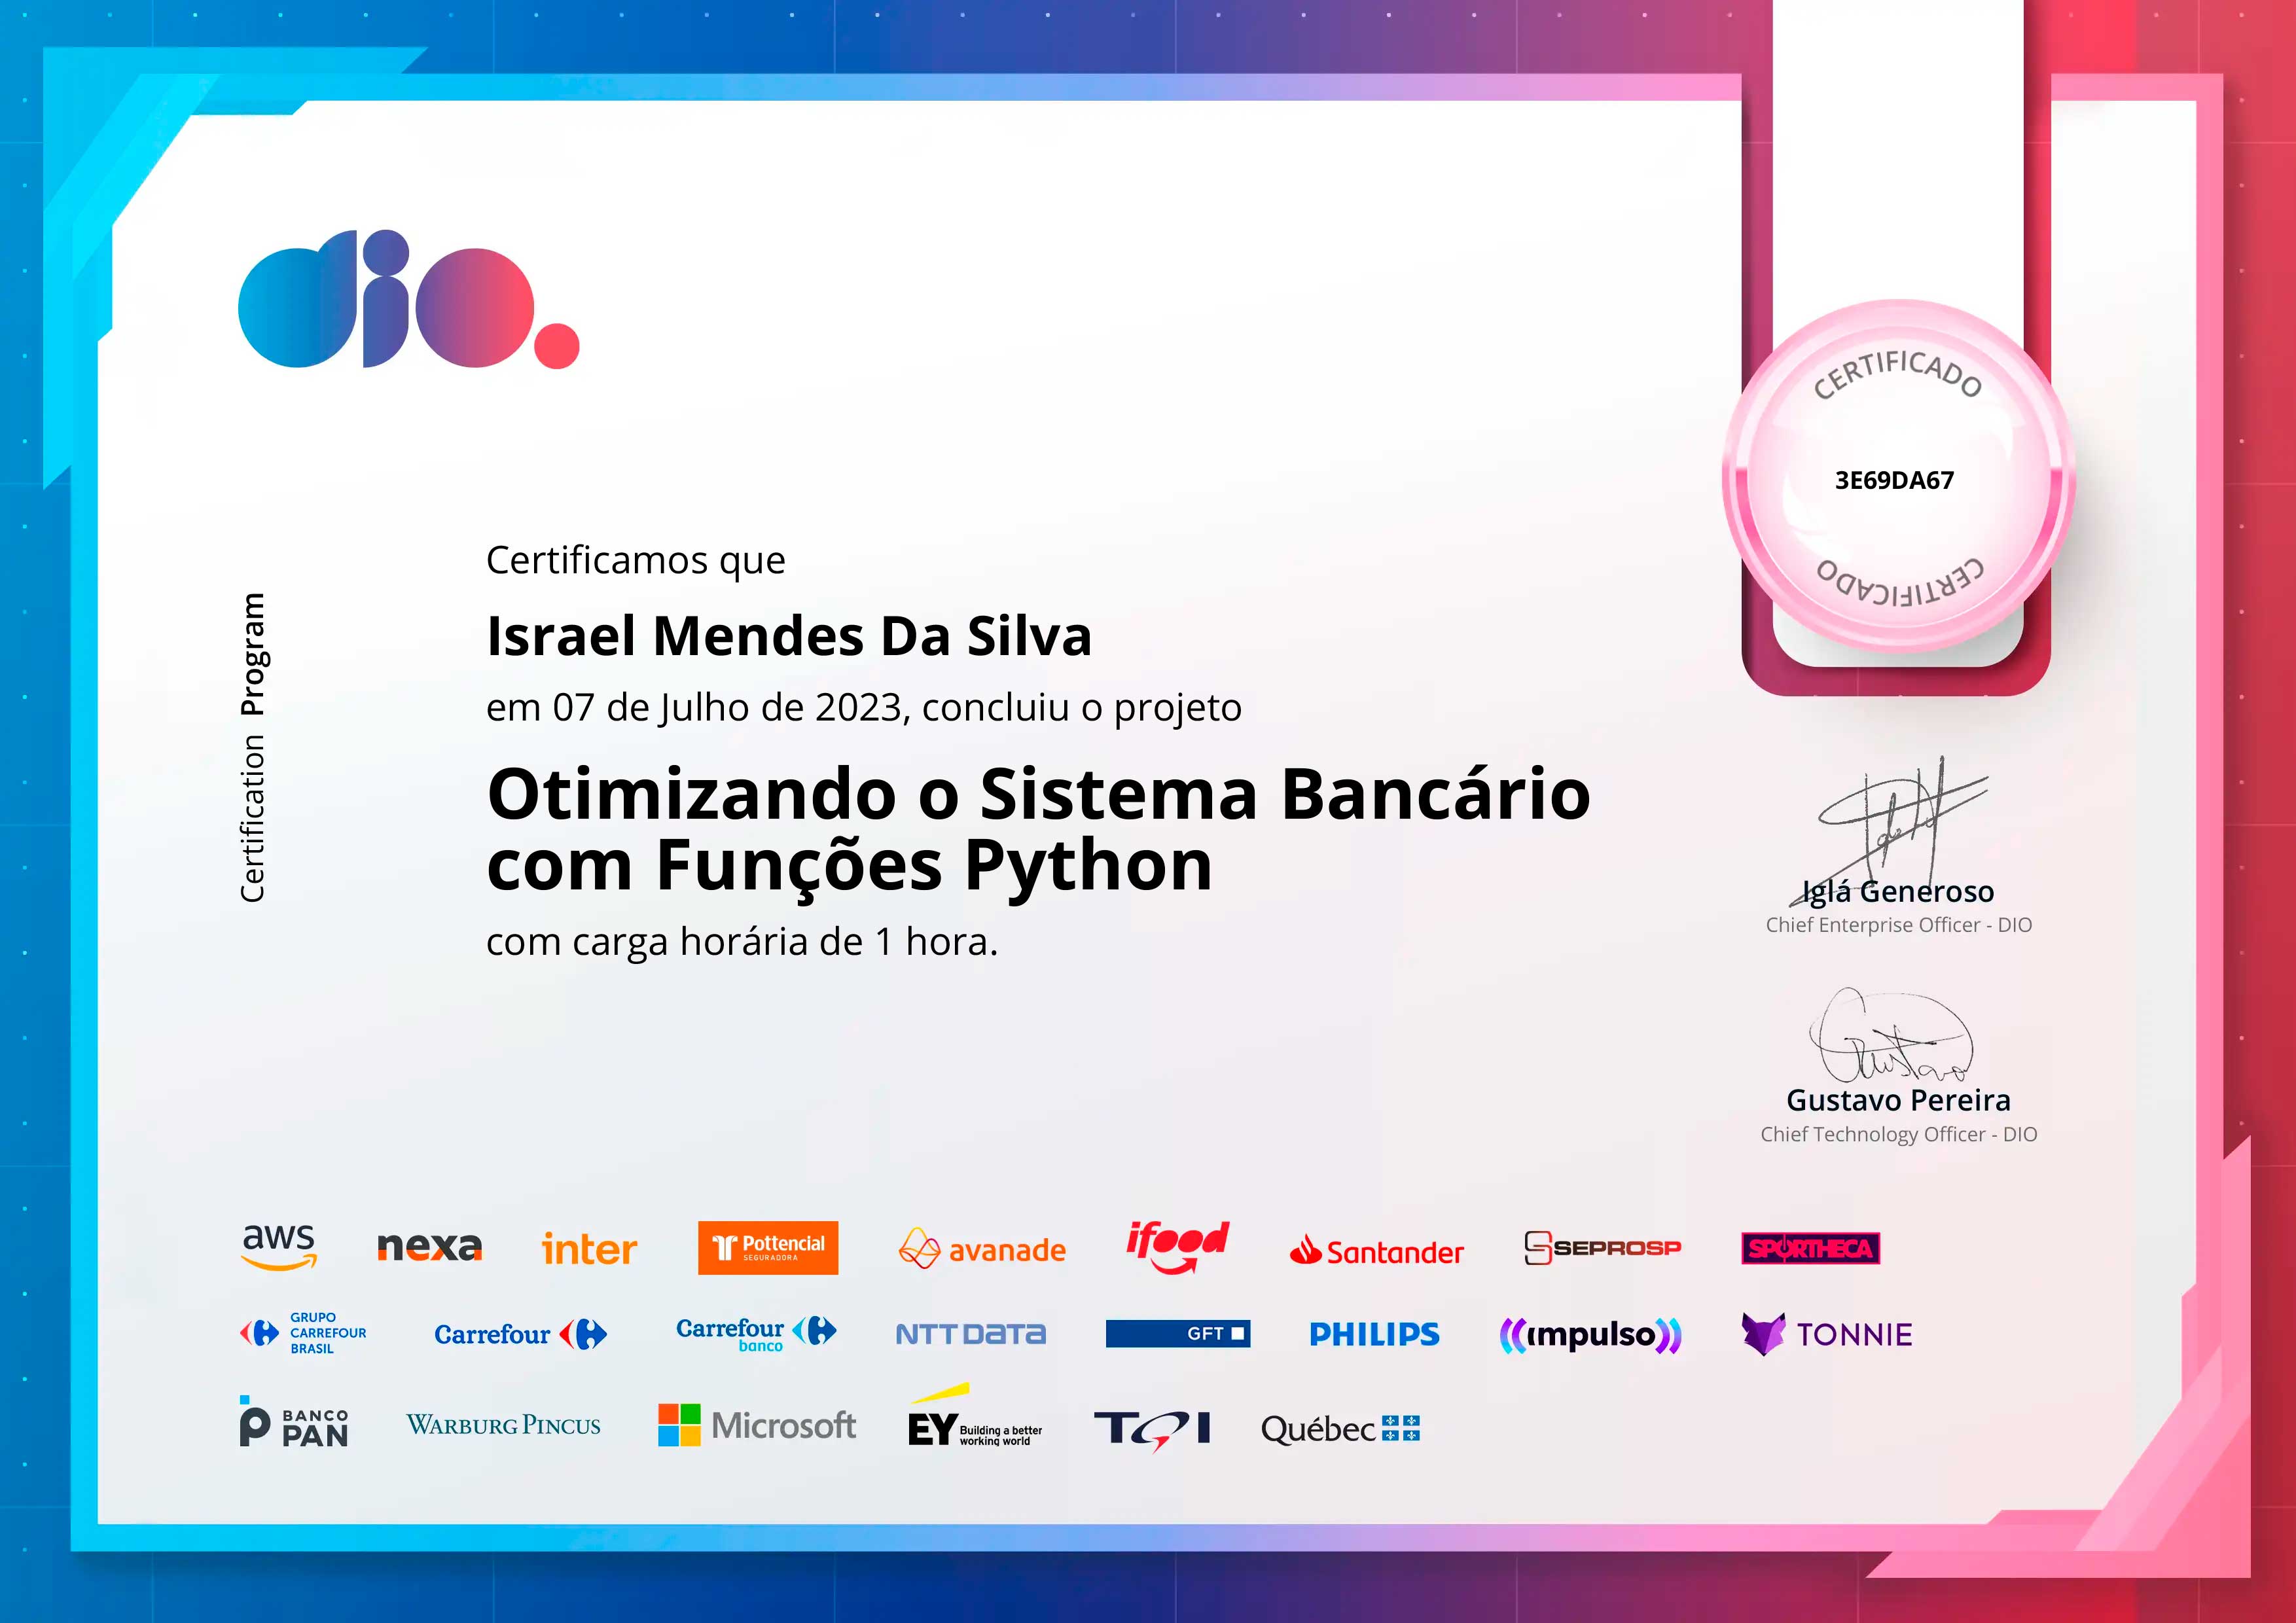 dio.
CERTIFICADO
3E69DA67
CERTIFICADO
Certification Program
Certificamos que
Israel Mendes Da Silva
em 07 de Julho de 2023, concluiu o projeto
Otimizando o Sistema Bancário
com Funções Python
com carga horária de 1 hora.
Iglá Generoso
Chief Enterprise Officer - DIO
Gustavo
Gustavo Pereira
Chief Technology Officer - DIO
aws
nexa
inter
Pottencial
SEGURADORA
avanade
ifood
Santander
SEPROSP
SPORTHECA
GRUPO
CARREFOUR
BRASIL
Carrefour
Carrefour
banco
NTT DATA
GFT
PHILIPS
impulso
TONNIE
BANCO
PAN
WARBURG PINCUS
Microsoft
EY
Building a better
working world
TQI
Québec